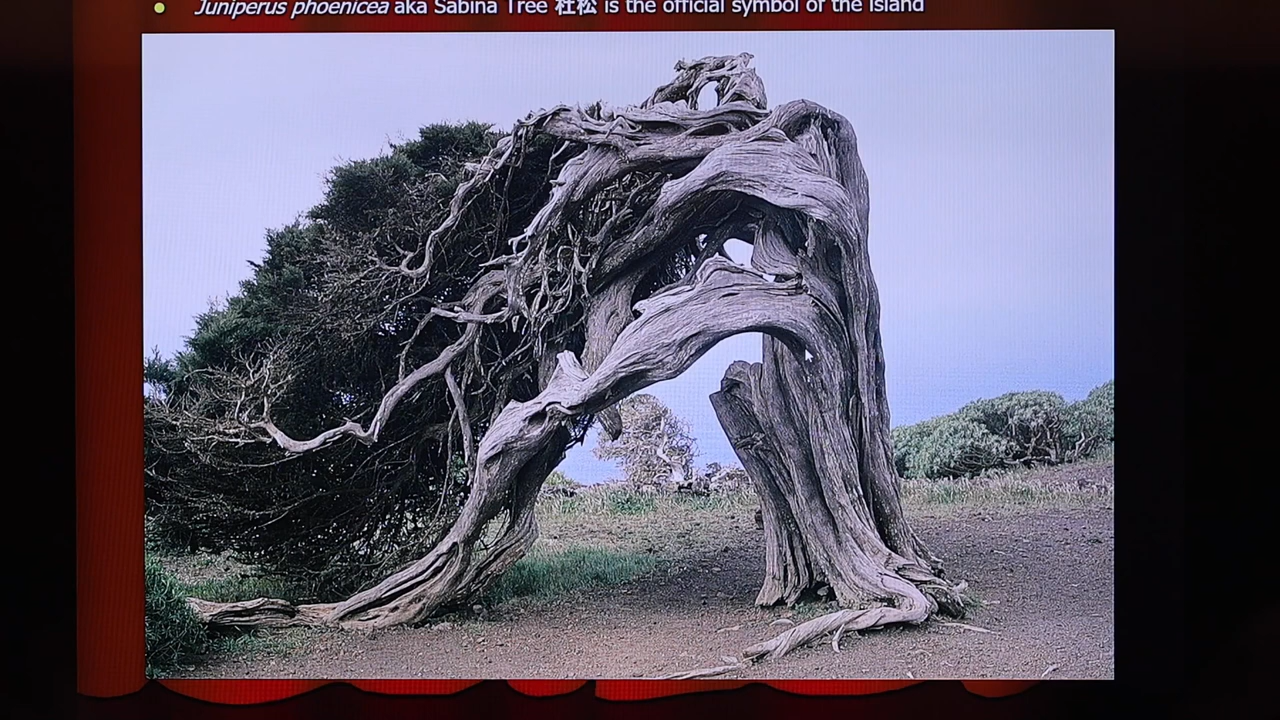 Juniperus phoenicea aka Sabina Tree 杜松 is the official symbol of the island